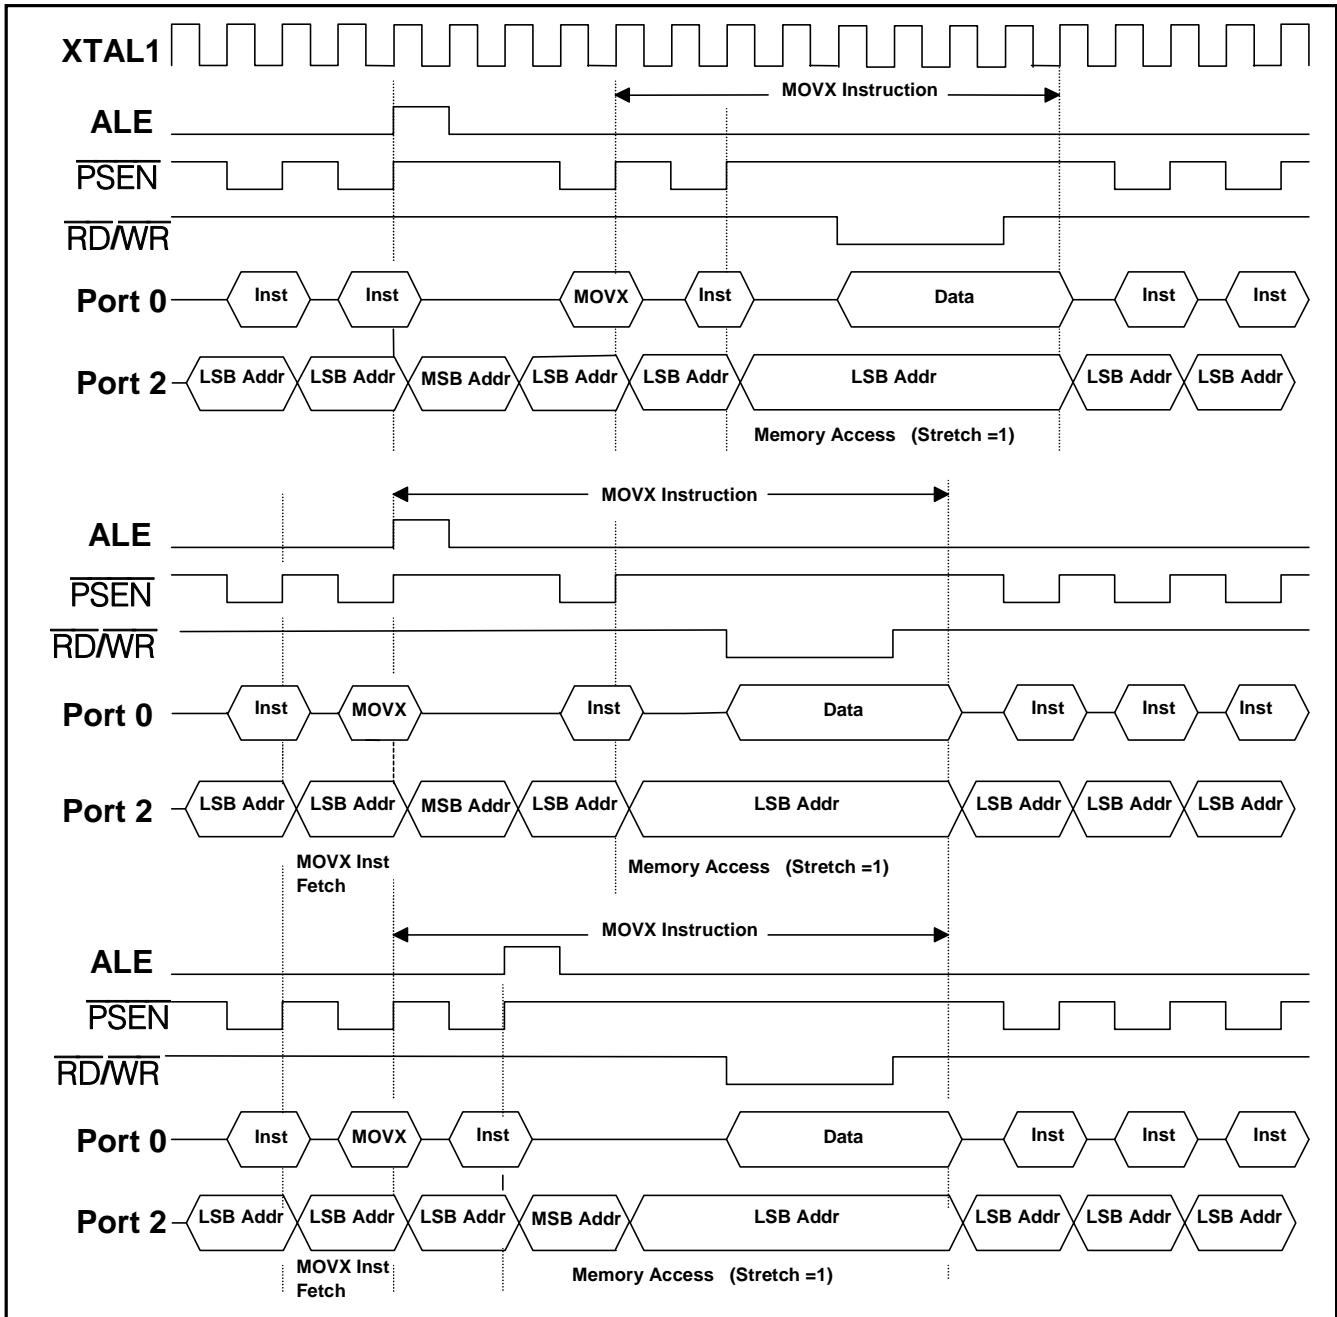 XTAL1
MOVX Instruction
ALE
PSEN
RD/WR
Port 0 Inst Inst MOVX Inst Data Inst Inst
Port 2 LSB Addr LSB Addr MSB Addr LSB Addr LSB Addr LSB Addr LSB Addr LSB Addr
Memory Access (Stretch =1)
MOVX Instruction
ALE
PSEN
RD/WR
Port 0 Inst MOVX Inst Data Inst Inst Inst
Port 2 LSB Addr LSB Addr MSB Addr LSB Addr LSB Addr LSB Addr LSB Addr LSB Addr
MOVX Inst
Fetch
Memory Access (Stretch =1)
MOVX Instruction
ALE
PSEN
RD/WR
Port 0 Inst MOVX Inst Data Inst Inst Inst
Port 2 LSB Addr LSB Addr LSB Addr MSB Addr LSB Addr LSB Addr LSB Addr LSB Addr
MOVX Inst
Fetch
Memory Access (Stretch =1)